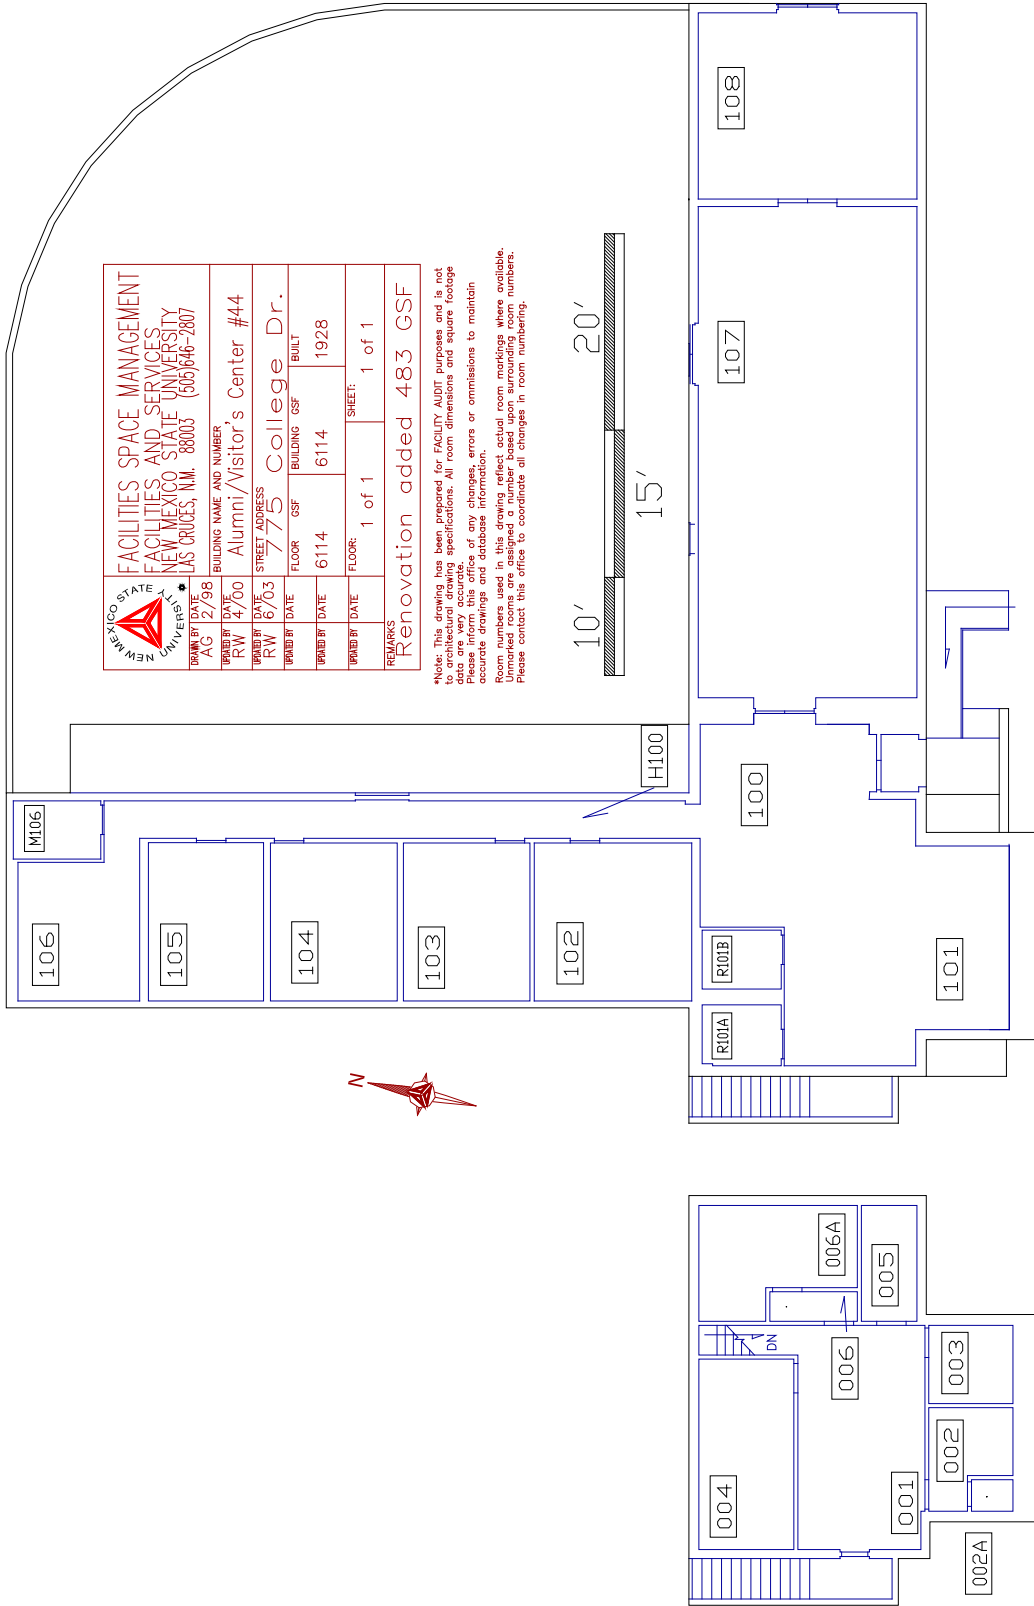 NEW MEXICO STATE UNIVERSITY
FACILITIES SPACE MANAGEMENT
FACILITIES AND SERVICES
NEW MEXICO STATE UNIVERSITY
LAS CRUCES, N.M. 88003 (505)646-2807
DRAWN BY DATE
AG 2/98
UPDATED BY DATE
RW 4/00
UPDATED BY DATE
RW 6/03
UPDATED BY DATE
UPDATED BY DATE
UPDATED BY DATE
BUILDING NAME AND NUMBER
Alumni/Visitor's Center #44
STREET ADDRESS
775 College Dr.
FLOOR GSF
6114
BUILDING GSF
6114
BUILT
1928
FLOOR:
1 of 1
SHEET:
1 of 1
REMARKS
Renovation added 483 GSF
*Note: This drawing has been prepared for FACILITY AUDIT purposes and is not
to architectural drawing specifications. All room dimensions and square footage
data are very accurate.
Please inform this office of any changes, errors or ommissions to maintain
accurate drawings and database information.
Room numbers used in this drawing reflect actual room markings where available.
Unmarked rooms are assigned a number based upon surrounding room numbers.
Please contact this office to coordinate all changes in room numbering.
10'
15'
20'
N
M106
106
105
104
103
102
H100
100
R101B
R101A
101
107
108
006A
005
006
DN
003
002
004
001
002A